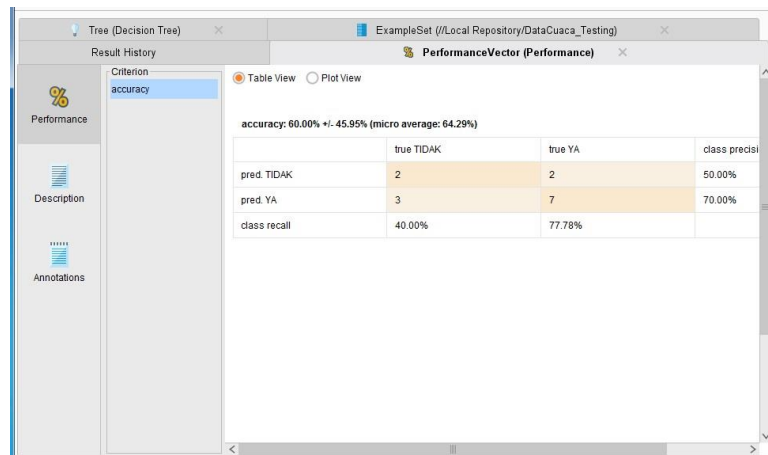 Tree (Decision Tree)
ExampleSet (//Local Repository/DataCuaca_Testing)
Result History
% PerformanceVector (Performance)
%
Performance
Description
Annotations
Criterion
accuracy
Table View Plot View
accuracy: 60.00% +/- 45.95% (micro average: 64.29%)
true TIDAK true YA class precisi
pred. TIDAK 2 2 50.00%
pred. YA 3 7 70.00%
class recall 40.00% 77.78%